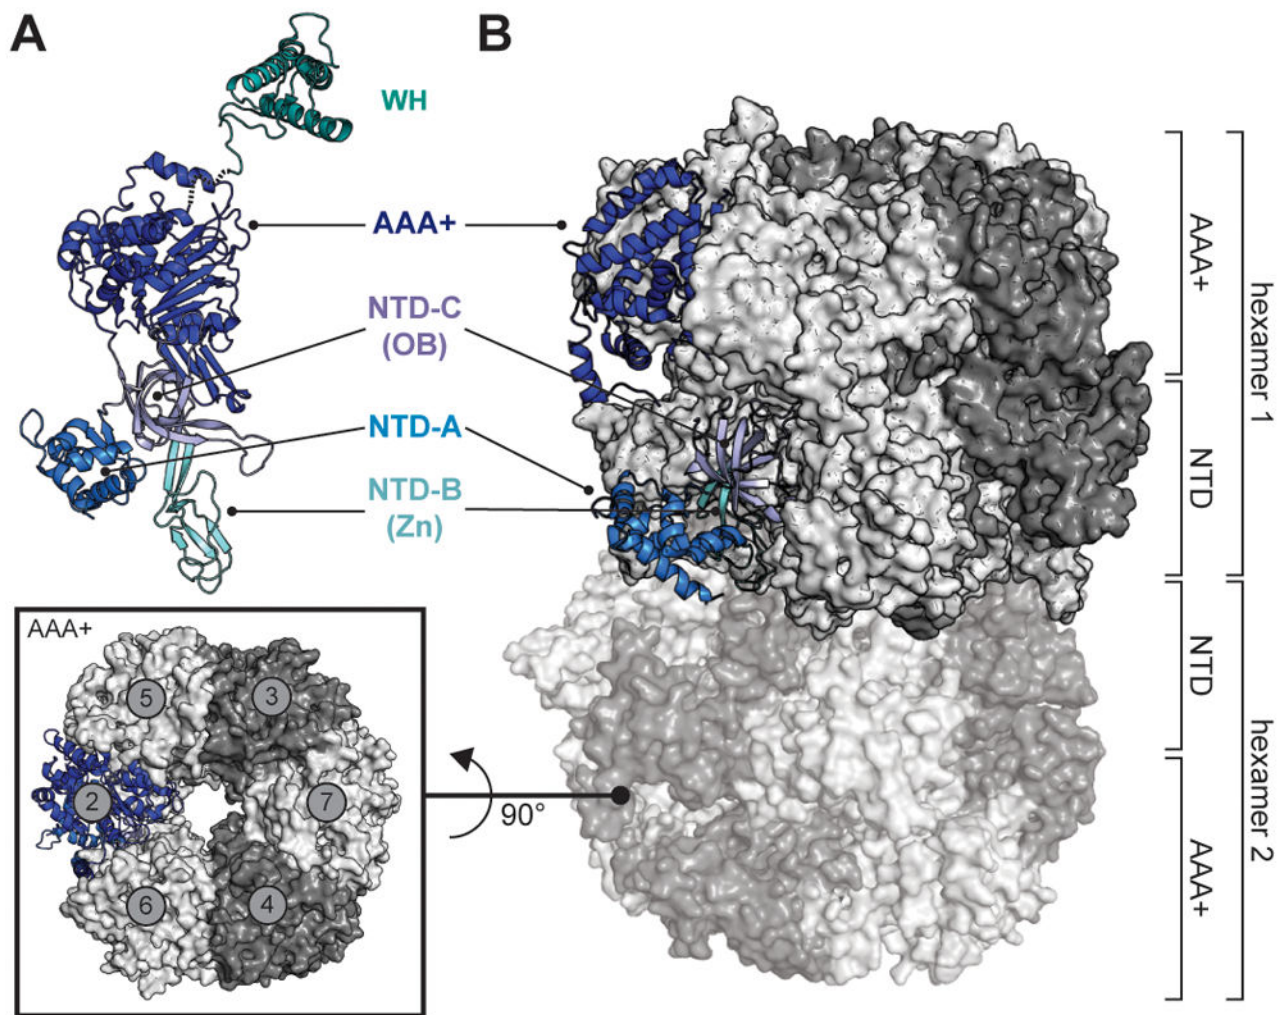 A
B
WH
AAA+
NTD-C
(OB)
NTD-A
NTD-B
(Zn)
AAA+
NTD
hexamer 1
NTD
AAA+
hexamer 2
AAA+
5
3
2
7
6
4
90°